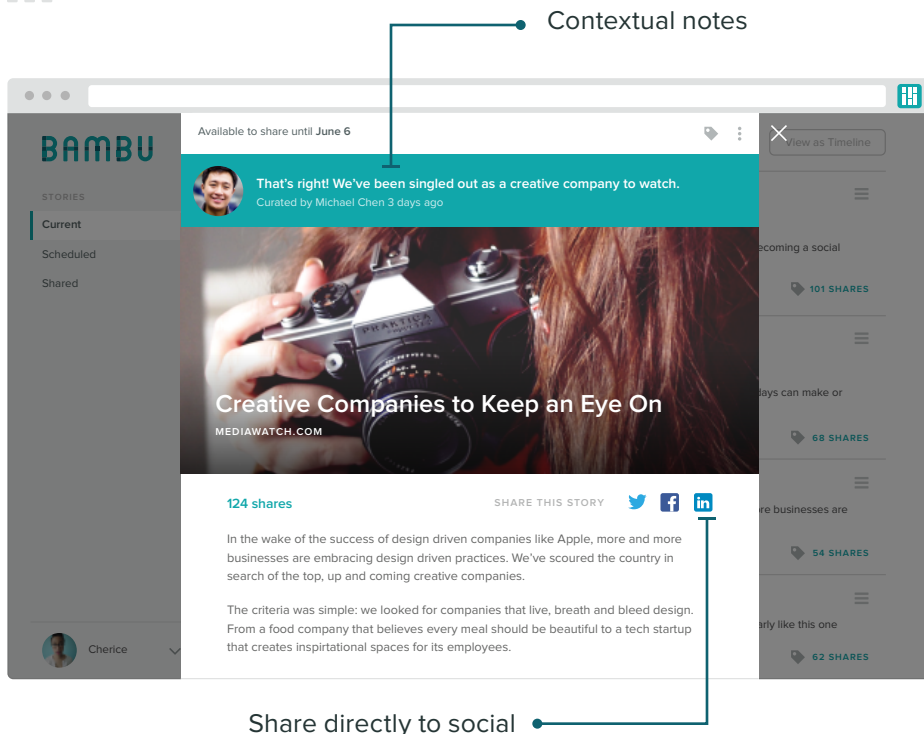 Contextual notes
BAMBU
Available to share until June 6
View as Timeline
That's right! We've been singled out as a creative company to watch.
Curated by Michael Chen 3 days ago
STORIES
Current
Scheduled
Shared
ecoming a social
101 SHARES
PRAKTICA
Creative Companies to Keep an Eye On
MEDIAWATCH.COM
days can make or
68 SHARES
124 shares
SHARE THIS STORY
in
re businesses are
54 SHARES
In the wake of the success of design driven companies like Apple, more and more
businesses are embracing design driven practices. We've scoured the country in
search of the top, up and coming creative companies.
The criteria was simple: we looked for companies that live, breath and bleed design.
From a food company that believes every meal should be beautiful to a tech startup
that creates inspirtational spaces for its employees.
arly like this one
62 SHARES
Cherice
Share directly to social